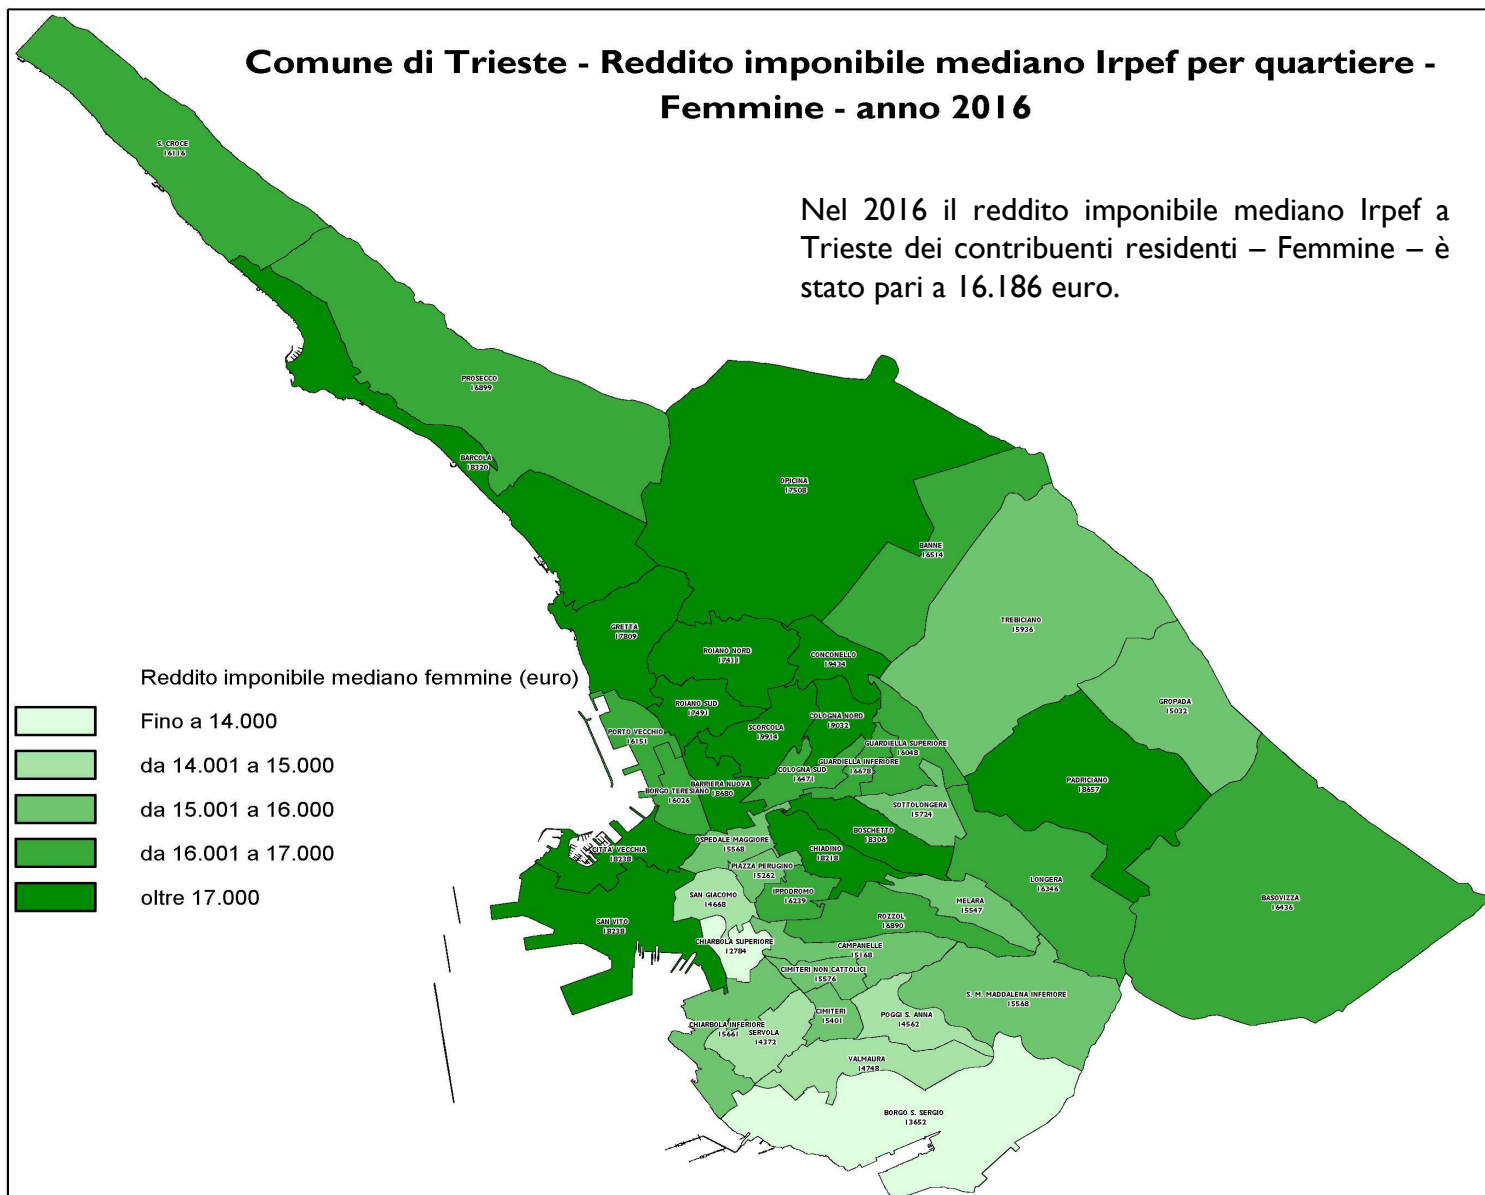 Comune di Trieste - Reddito imponibile mediano Irpef per quartiere -
Femmine - anno 2016
Nel 2016 il reddito imponibile mediano Irpef a
Trieste dei contribuenti residenti – Femmine – è
stato pari a 16.186 euro.
S. CROCE
16116
PROSECCO
16899
BARCOLA
18320
OPICINA
17508
BANNE
16514
TREBICIANO
15936
GROPADA
15032
PADRICIANO
18657
BASOVIZZA
16436
GRETTA
17809
ROIANO NORD
17411
CONCONELLO
19434
ROIANO SUD
17491
SCORCOLA
19914
COLOGNA NORD
19032
PORTO VECCHIO
16151
GUARDIELLA SUPERIORE
16048
GUARDIELLA INFERIORE
16678
COLOGNA SUD
16471
BARRIERA NUOVA
18680
BORGO TERESIANO
16026
SOTTOLONGERA
15724
BOSCHETTO
18306
CHIADINO
18218
OSPEDALE MAGGIORE
15568
CITTA' VECCHIA
18238
PIAZZA PERUGINO
15262
IPPODROMO
16239
LONGERA
16346
SAN GIACOMO
14668
MELARA
15547
ROZZOL
16890
SAN VITO
18238
CHIARBOLA SUPERIORE
12784
CAMPANELLE
15168
CIMITERI NON CATTOLICI
15576
S. M. MADDALENA INFERIORE
15568
CIMITERI
15401
POGGI S. ANNA
14562
CHIARBOLA INFERIORE
15661
SERVOLA
14372
VALMAURA
14748
BORGO S. SERGIO
13652
Reddito imponibile mediano femmine (euro)
Fino a 14.000
da 14.001 a 15.000
da 15.001 a 16.000
da 16.001 a 17.000
oltre 17.000